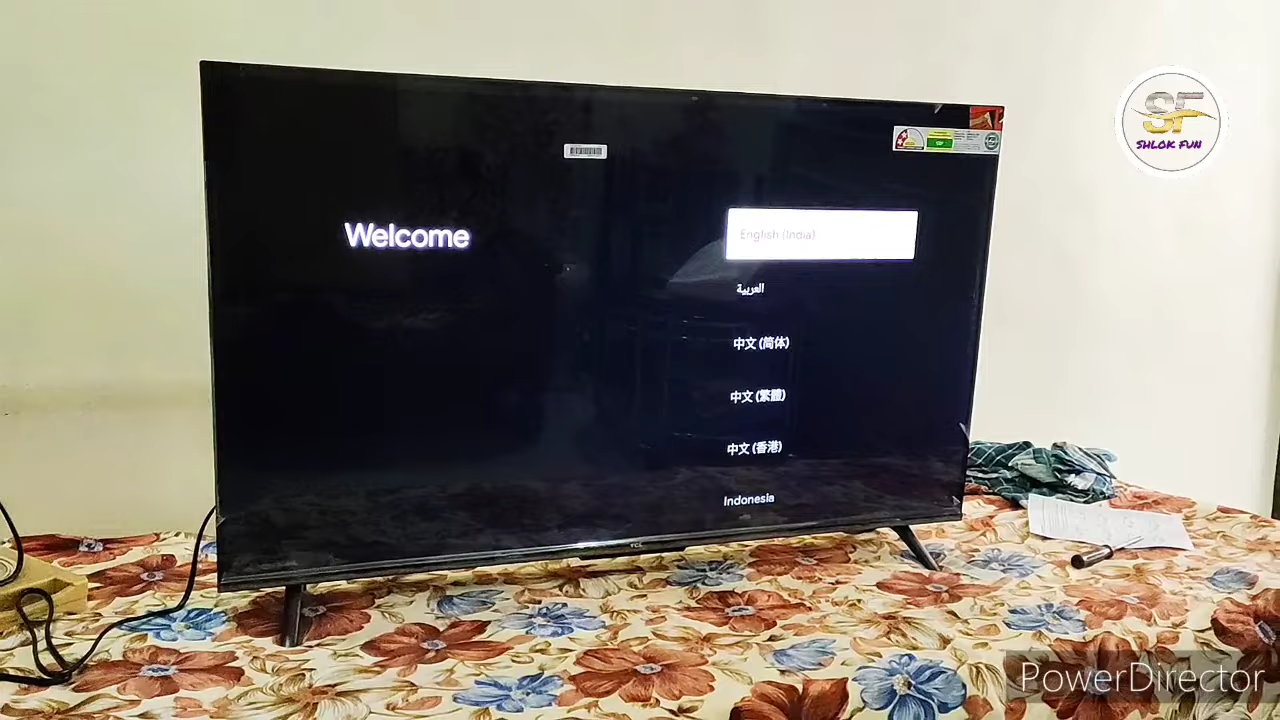 SF
SHLOK FUN
Welcome
English (India)
العربية
中文 (简体)
中文 (繁體)
中文 (香港)
Indonesia
TCL
PowerDirector